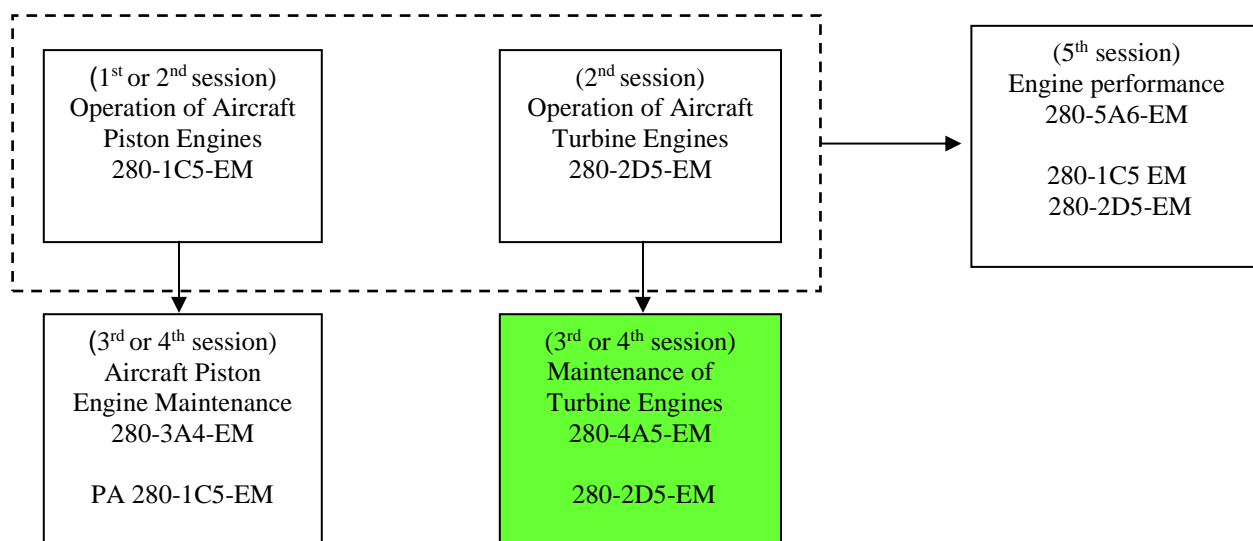 (1st or 2nd session)
Operation of Aircraft
Piston Engines
280-1C5-EM
(2nd session)
Operation of Aircraft
Turbine Engines
280-2D5-EM
(5th session)
Engine performance
280-5A6-EM
280-1C5 EM
280-2D5-EM
(3rd or 4th session)
Aircraft Piston
Engine Maintenance
280-3A4-EM
PA 280-1C5-EM
(3rd or 4th session)
Maintenance of
Turbine Engines
280-4A5-EM
280-2D5-EM